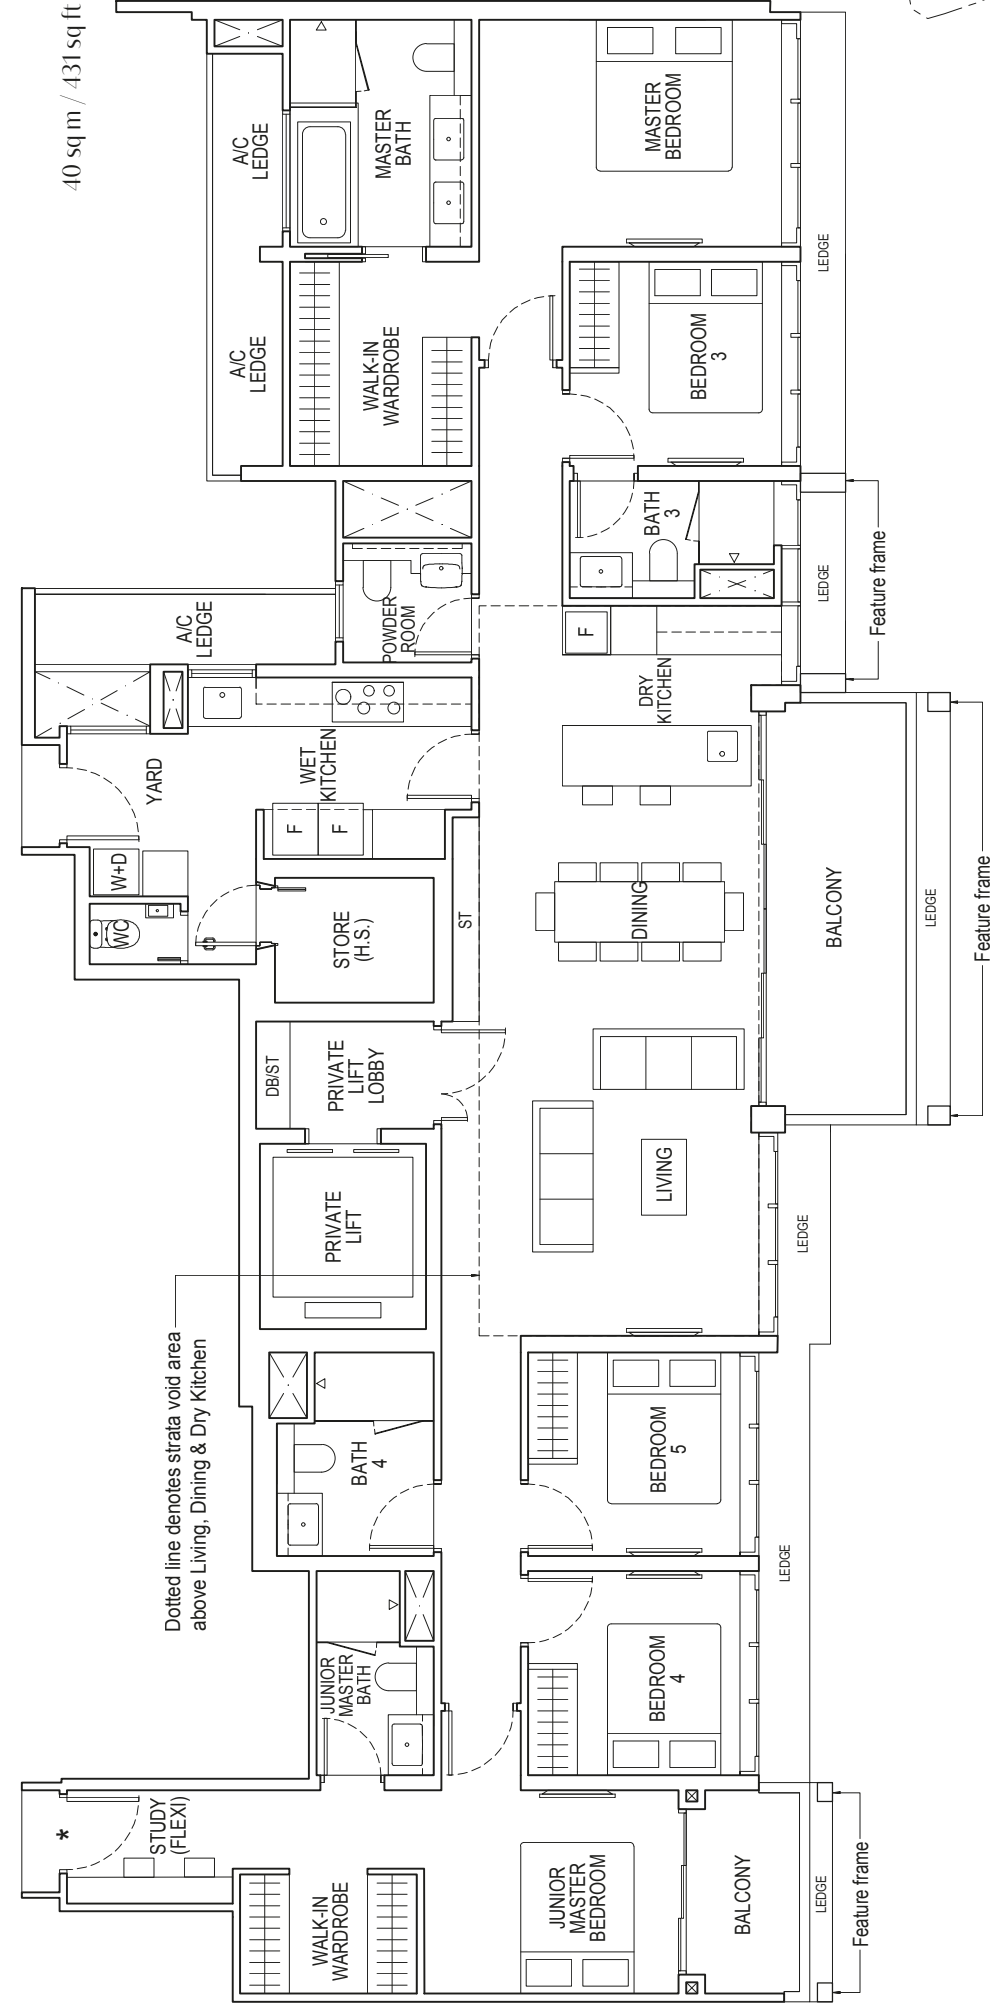 40 sq m / 431 sq ft
A/C
LEDGE
MASTER
BATH
MASTER
BEDROOM
LEDGE
A/C
LEDGE
WALK-IN
WARDROBE
BEDROOM
3
BATH
3
LEDGE
Feature frame
A/C
LEDGE
POWDER
ROOM
F
DRY
KITCHEN
YARD
WET
KITCHEN
F
F
W+D
WC
STORE
(H.S.)
ST
DINING
BALCONY
LEDGE
Feature frame
DB/ST
PRIVATE
LIFT
LOBBY
PRIVATE
LIFT
LIVING
LEDGE
Dotted line denotes strata void area
above Living, Dining & Dry Kitchen
BATH
4
BEDROOM
5
LEDGE
JUNIOR
MASTER
BATH
BEDROOM
4
*
STUDY
(FLEXI)
WALK-IN
WARDROBE
JUNIOR
MASTER
BEDROOM
BALCONY
LEDGE
Feature frame